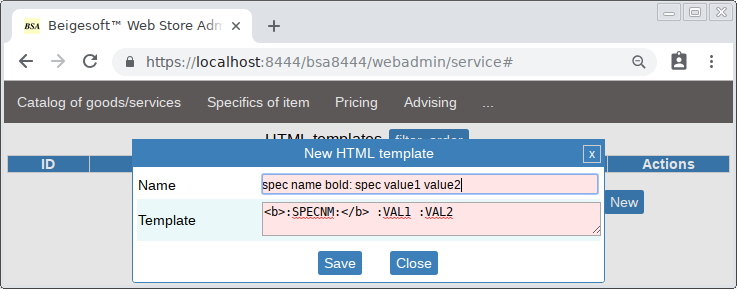 BSA Beigesoft™ Web Store Adm
https://localhost:8444/bsa8444/webadmin/service#
Catalog of goods/services Specifics of item Pricing Advising ...
HTML templates filter, order
ID Actions
New HTML template x
Name spec name bold: spec value1 value2
New
Template <b>:SPECNM:</b> :VAL1 :VAL2
Save Close